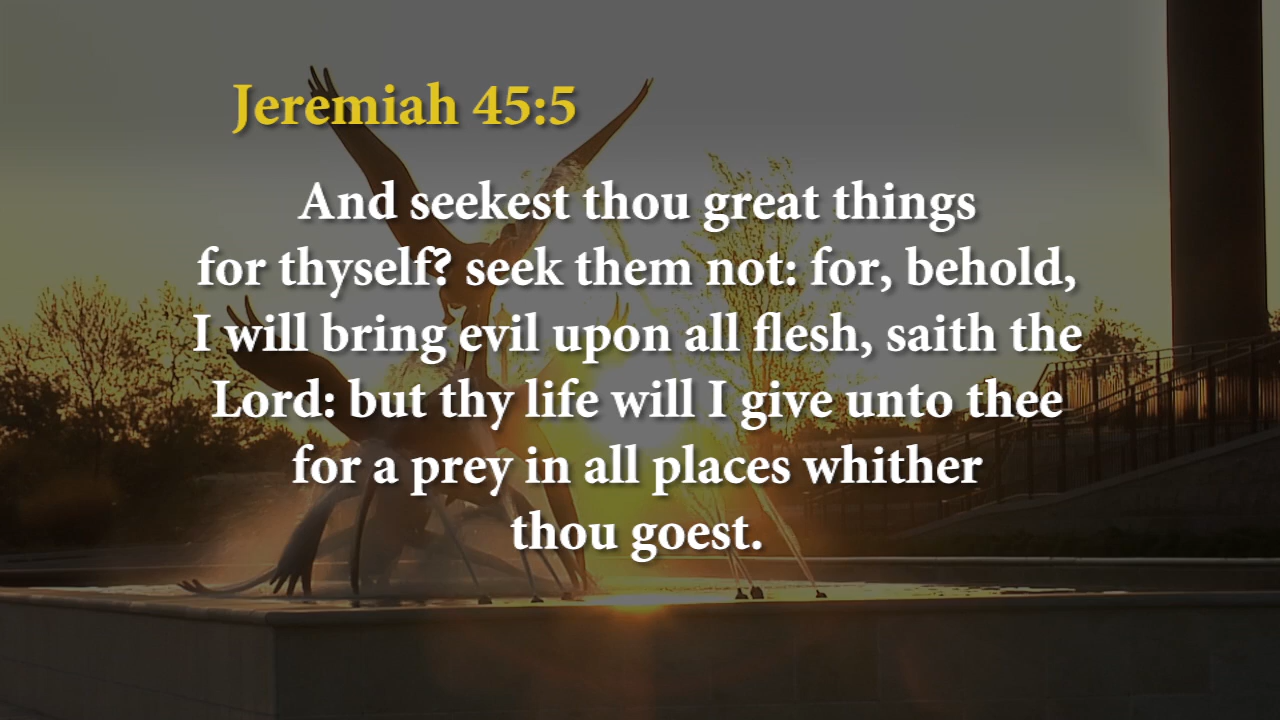 Jeremiah 45:5
And seekest thou great things
for thyself? seek them not: for, behold,
I will bring evil upon all flesh, saith the
Lord: but thy life will I give unto thee
for a prey in all places whither
thou goest.